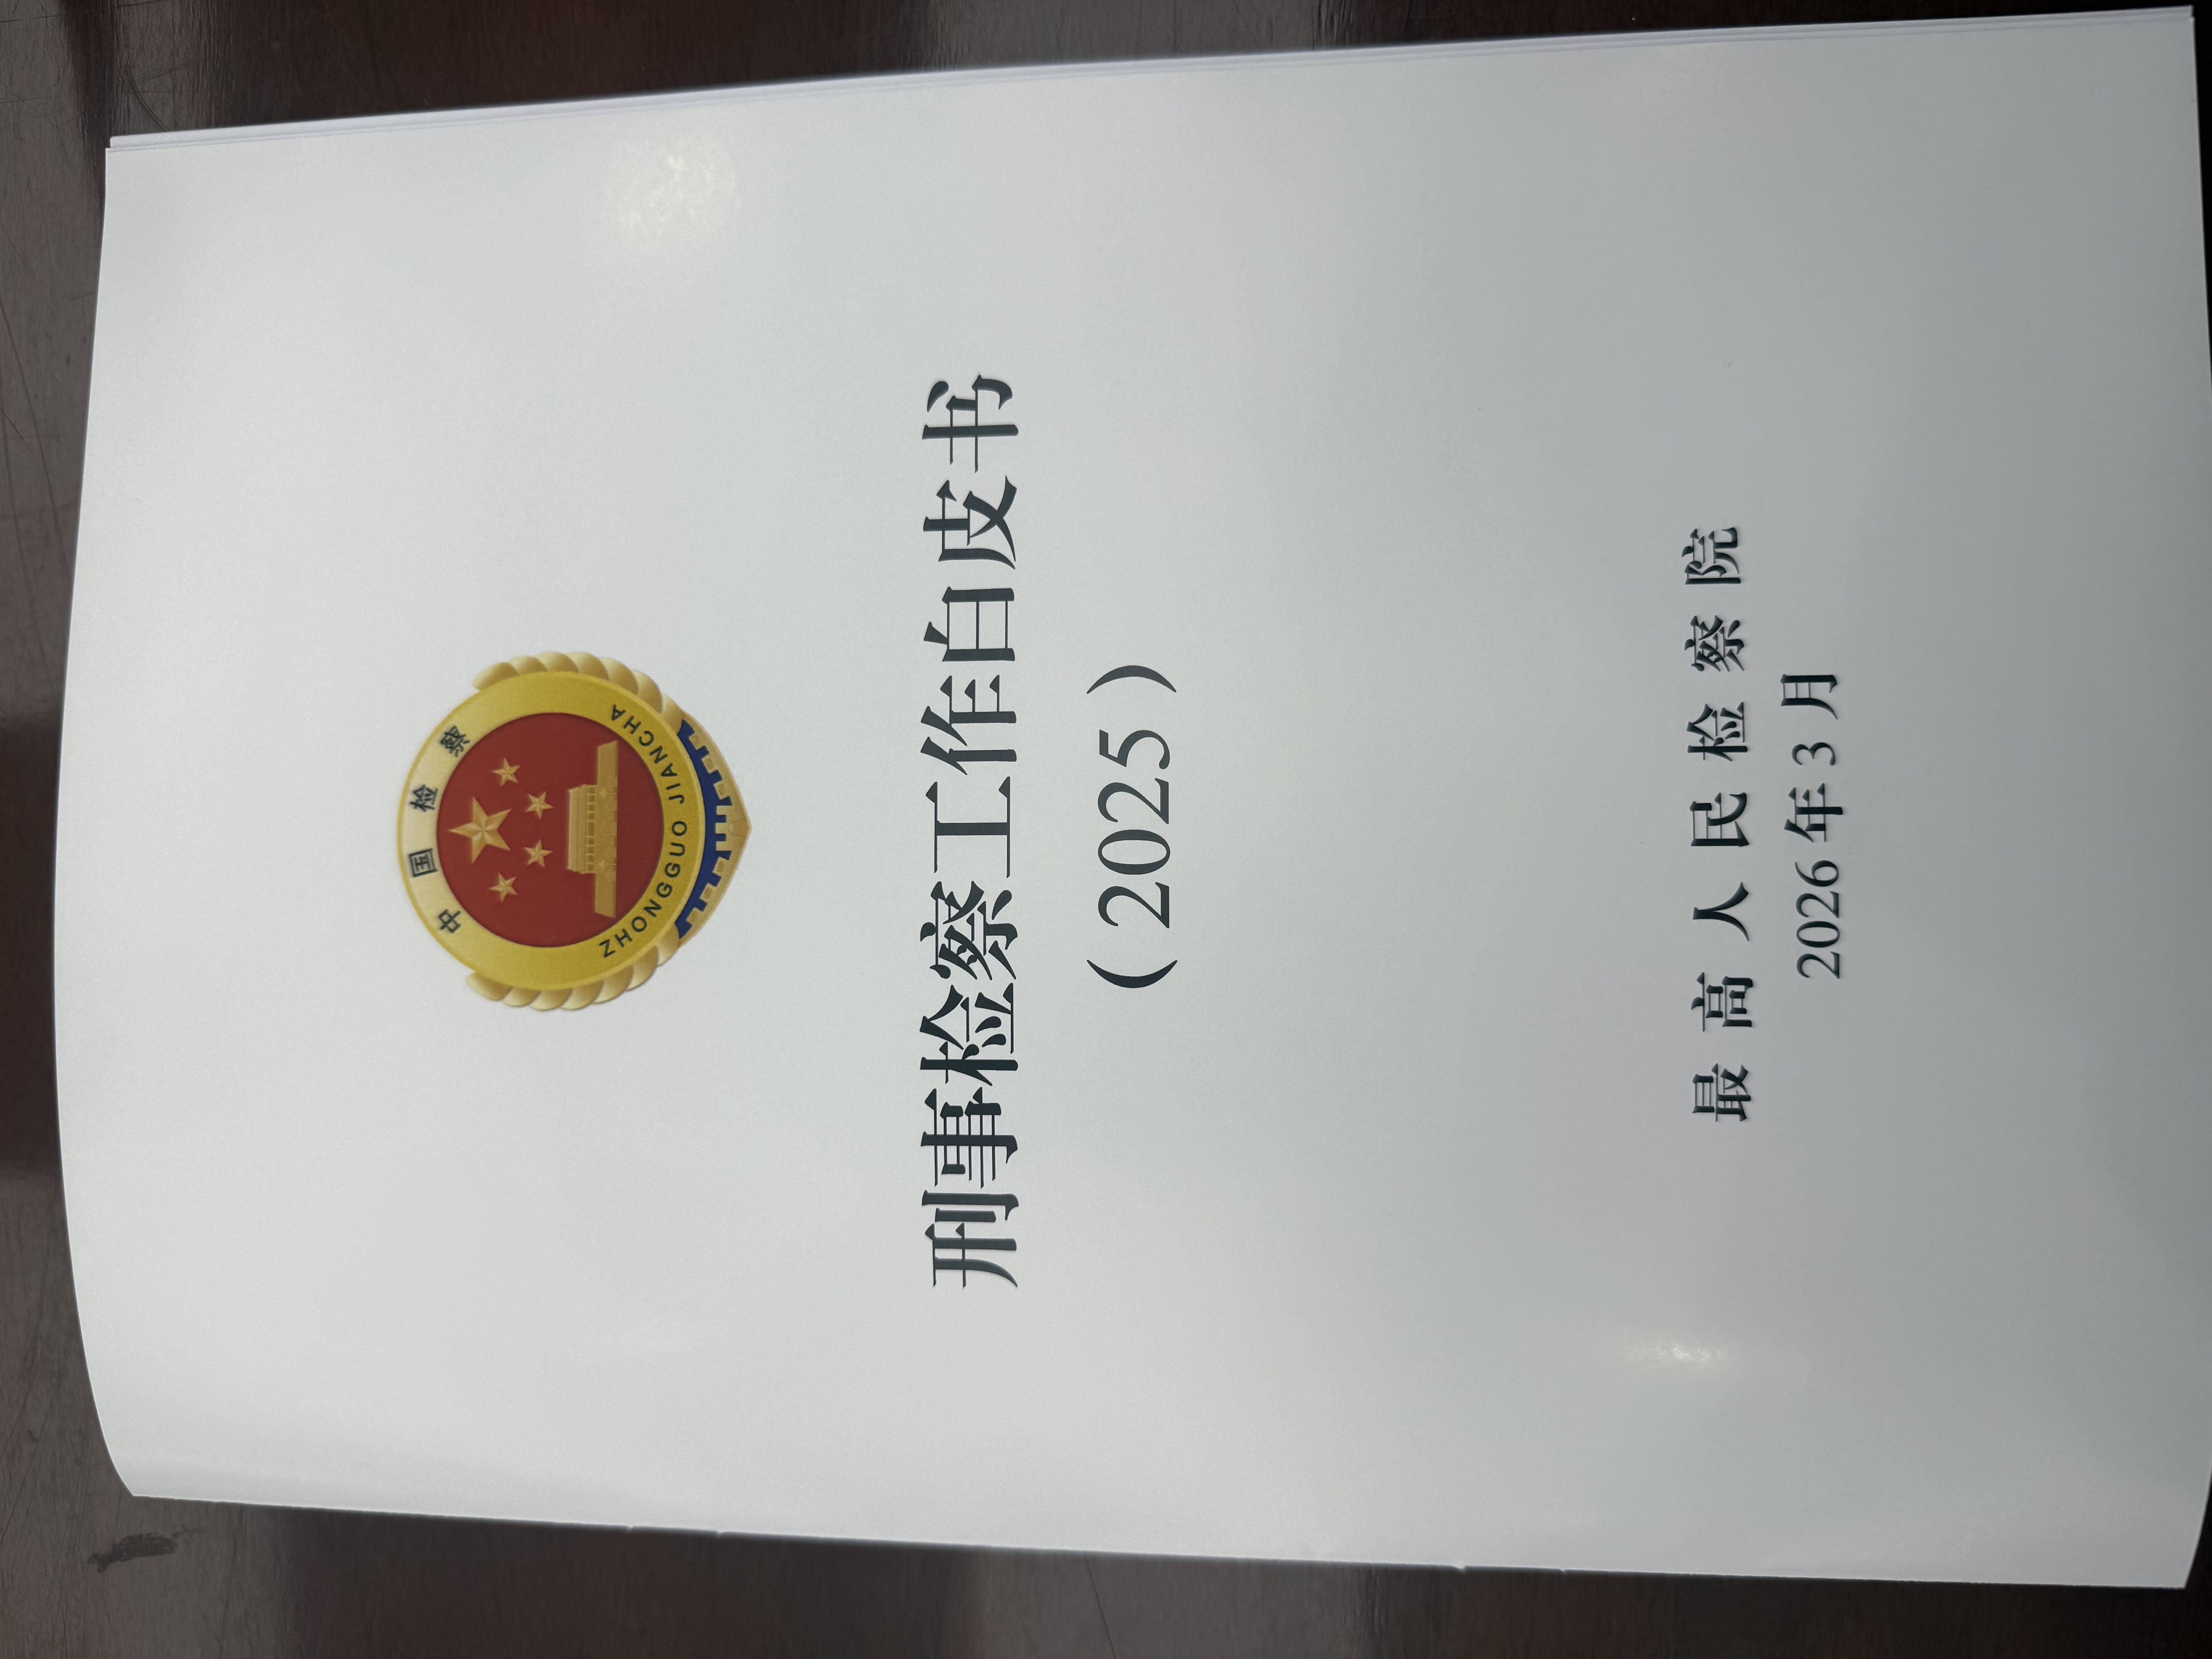 中国检察
ZHONGGUO JIANCHA
刑事检察工作白皮书
（2025）
最高人民检察院
2026年3月